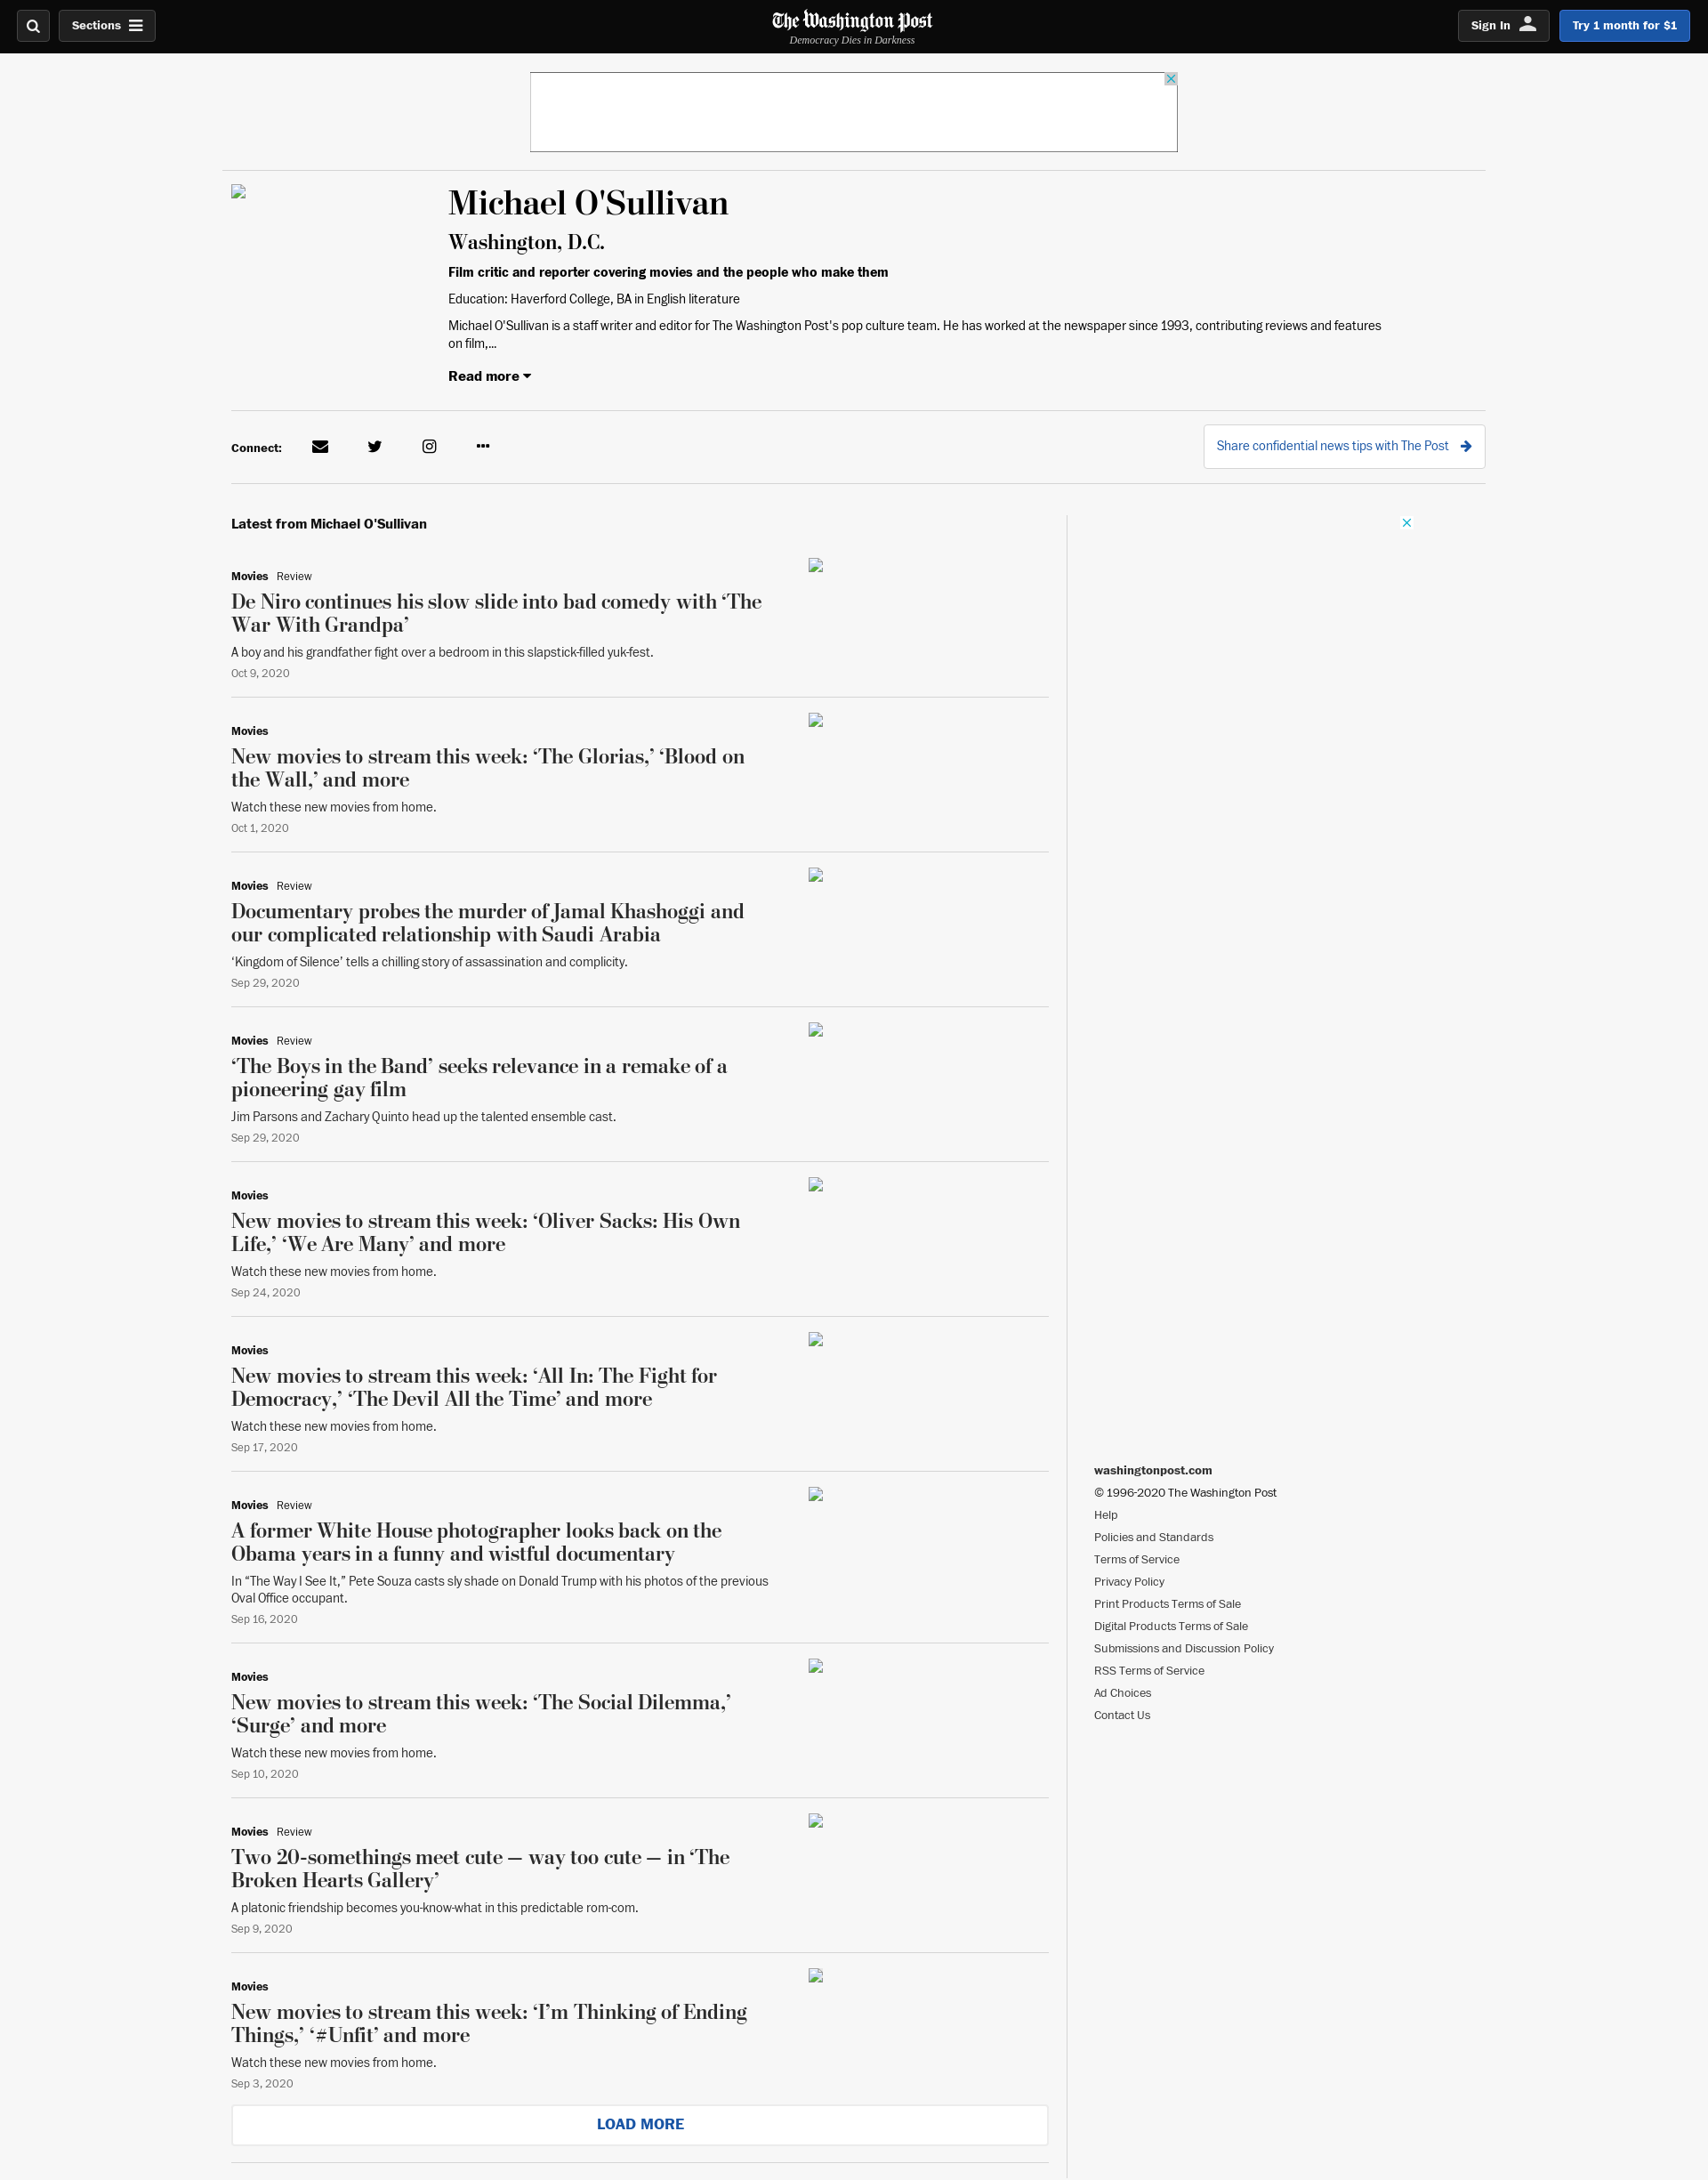 Sections
The Washington Post
Democracy Dies in Darkness
Sign In
Try 1 month for $1
Michael O'Sullivan
Washington, D.C.
Film critic and reporter covering movies and the people who make them
Education: Haverford College, BA in English literature
Michael O'Sullivan is a staff writer and editor for The Washington Post's pop culture team. He has worked at the newspaper since 1993, contributing reviews and features
on film,...
Read more
Connect:
Share confidential news tips with The Post
Latest from Michael O'Sullivan
Movies Review
De Niro continues his slow slide into bad comedy with ‘The
War With Grandpa’
A boy and his grandfather fight over a bedroom in this slapstick-filled yuk-fest.
Oct 9, 2020
Movies
New movies to stream this week: ‘The Glorias,’ ‘Blood on
the Wall,’ and more
Watch these new movies from home.
Oct 1, 2020
Movies Review
Documentary probes the murder of Jamal Khashoggi and
our complicated relationship with Saudi Arabia
‘Kingdom of Silence’ tells a chilling story of assassination and complicity.
Sep 29, 2020
Movies Review
‘The Boys in the Band’ seeks relevance in a remake of a
pioneering gay film
Jim Parsons and Zachary Quinto head up the talented ensemble cast.
Sep 29, 2020
Movies
New movies to stream this week: ‘Oliver Sacks: His Own
Life,’ ‘We Are Many’ and more
Watch these new movies from home.
Sep 24, 2020
Movies
New movies to stream this week: ‘All In: The Fight for
Democracy,’ ‘The Devil All the Time’ and more
Watch these new movies from home.
Sep 17, 2020
Movies Review
A former White House photographer looks back on the
Obama years in a funny and wistful documentary
In “The Way I See It,” Pete Souza casts sly shade on Donald Trump with his photos of the previous
Oval Office occupant.
Sep 16, 2020
Movies
New movies to stream this week: ‘The Social Dilemma,’
‘Surge’ and more
Watch these new movies from home.
Sep 10, 2020
Movies Review
Two 20-somethings meet cute — way too cute — in ‘The
Broken Hearts Gallery’
A platonic friendship becomes you-know-what in this predictable rom-com.
Sep 9, 2020
Movies
New movies to stream this week: ‘I’m Thinking of Ending
Things,’ ‘#Unfit’ and more
Watch these new movies from home.
Sep 3, 2020
LOAD MORE
washingtonpost.com
© 1996-2020 The Washington Post
Help
Policies and Standards
Terms of Service
Privacy Policy
Print Products Terms of Sale
Digital Products Terms of Sale
Submissions and Discussion Policy
RSS Terms of Service
Ad Choices
Contact Us